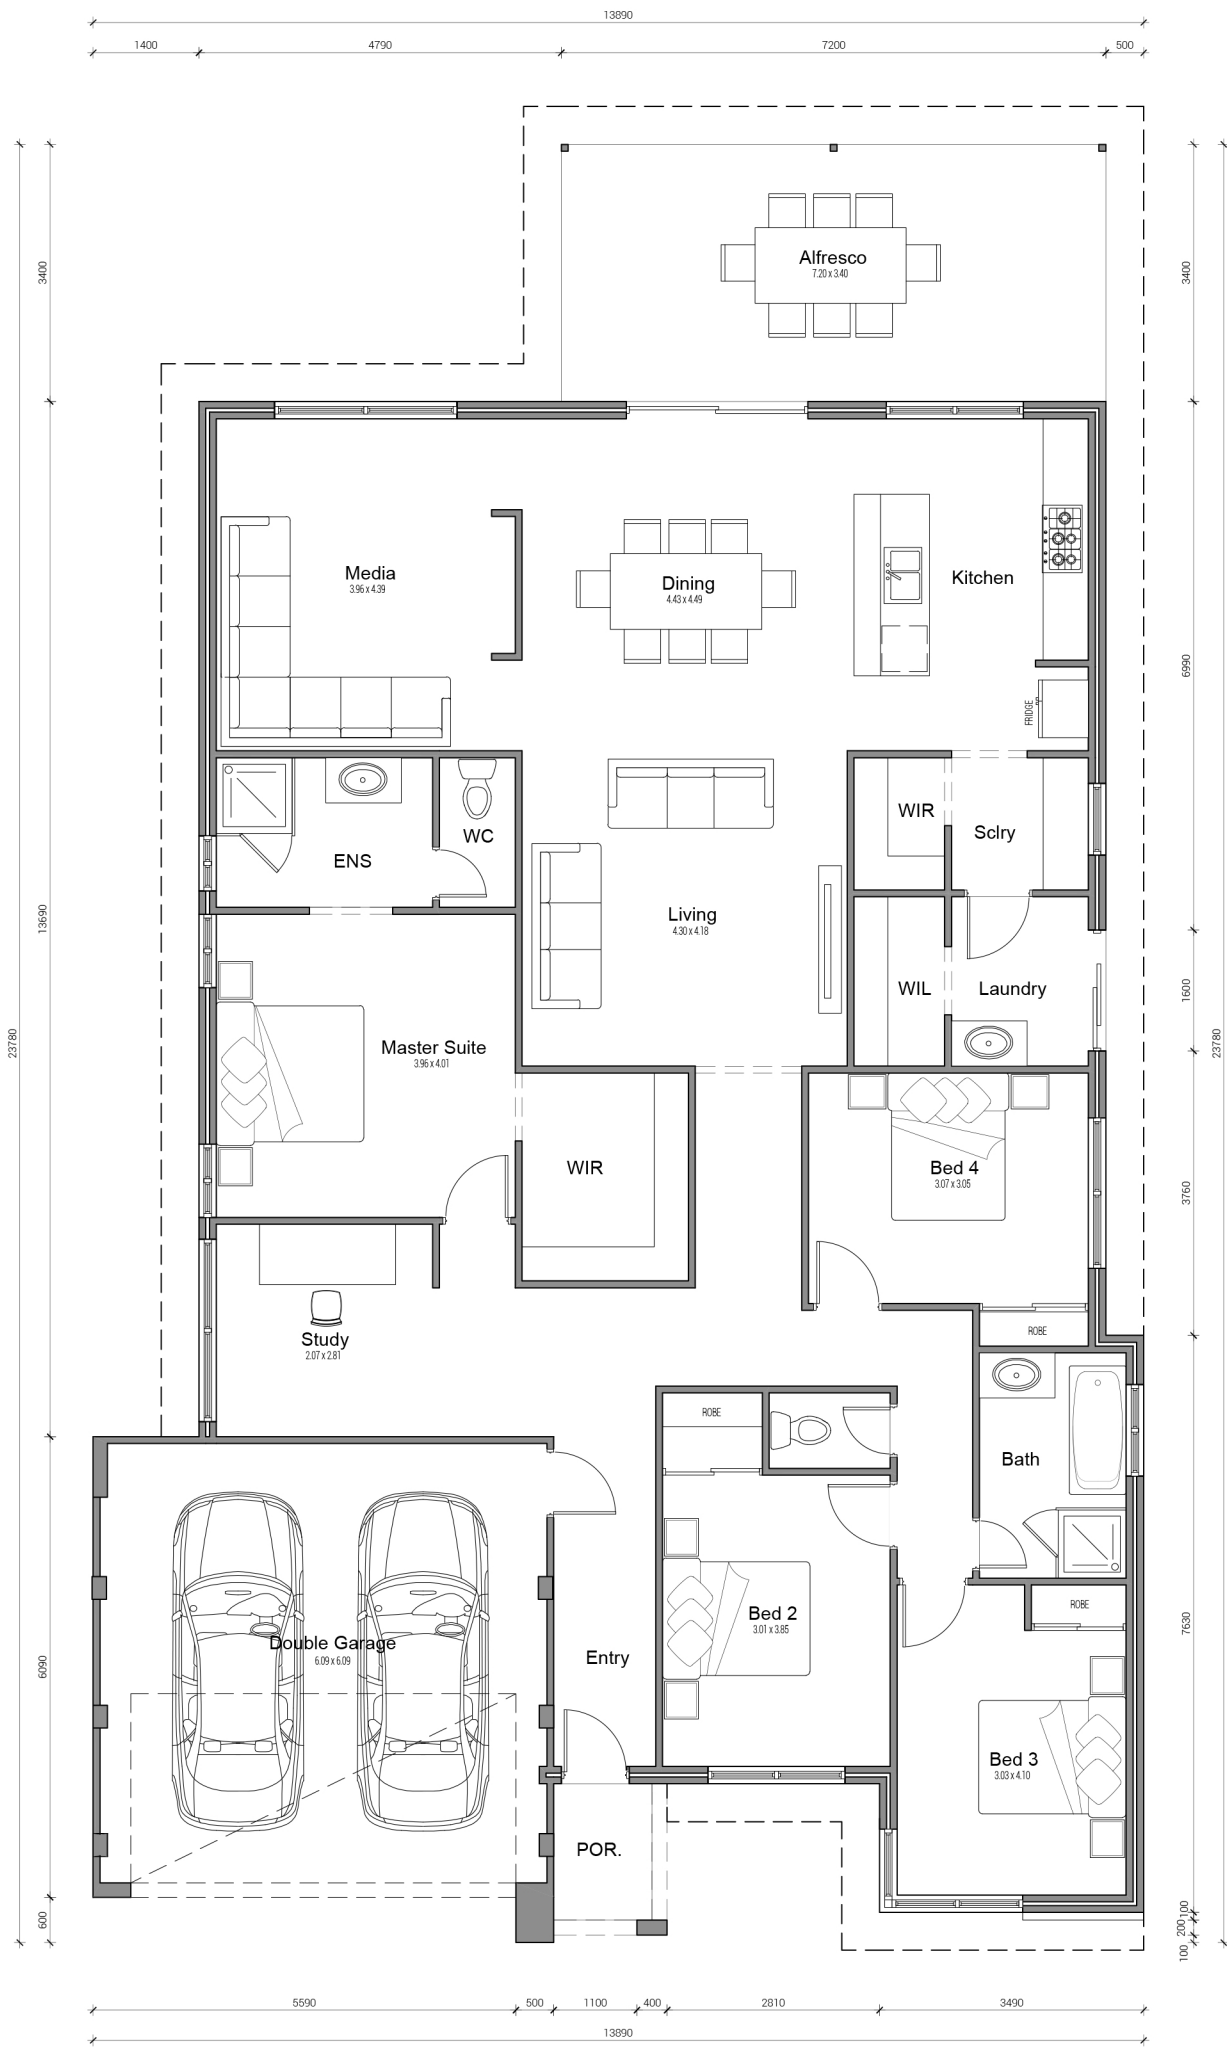 13890
1400
4790
7200
500
3400
3400
Alfresco
7.20 x 3.40
Media
3.96 x 4.39
Dining
4.43 x 4.49
Kitchen
6990
FRIDGE
WIR
WC
Sclry
ENS
13690
Living
4.30 x 4.18
WIL
Laundry
1600
23780
23780
Master Suite
3.96 x 4.01
WIR
Bed 4
3.07 x 3.05
3760
Study
2.07 x 2.81
ROBE
ROBE
Bath
ROBE
Bed 2
3.01 x 3.85
7630
Double Garage
6.09 x 6.09
Entry
6090
Bed 3
3.03 x 4.10
POR.
600
100
200
100
5590
500
1100
400
2810
3490
13890